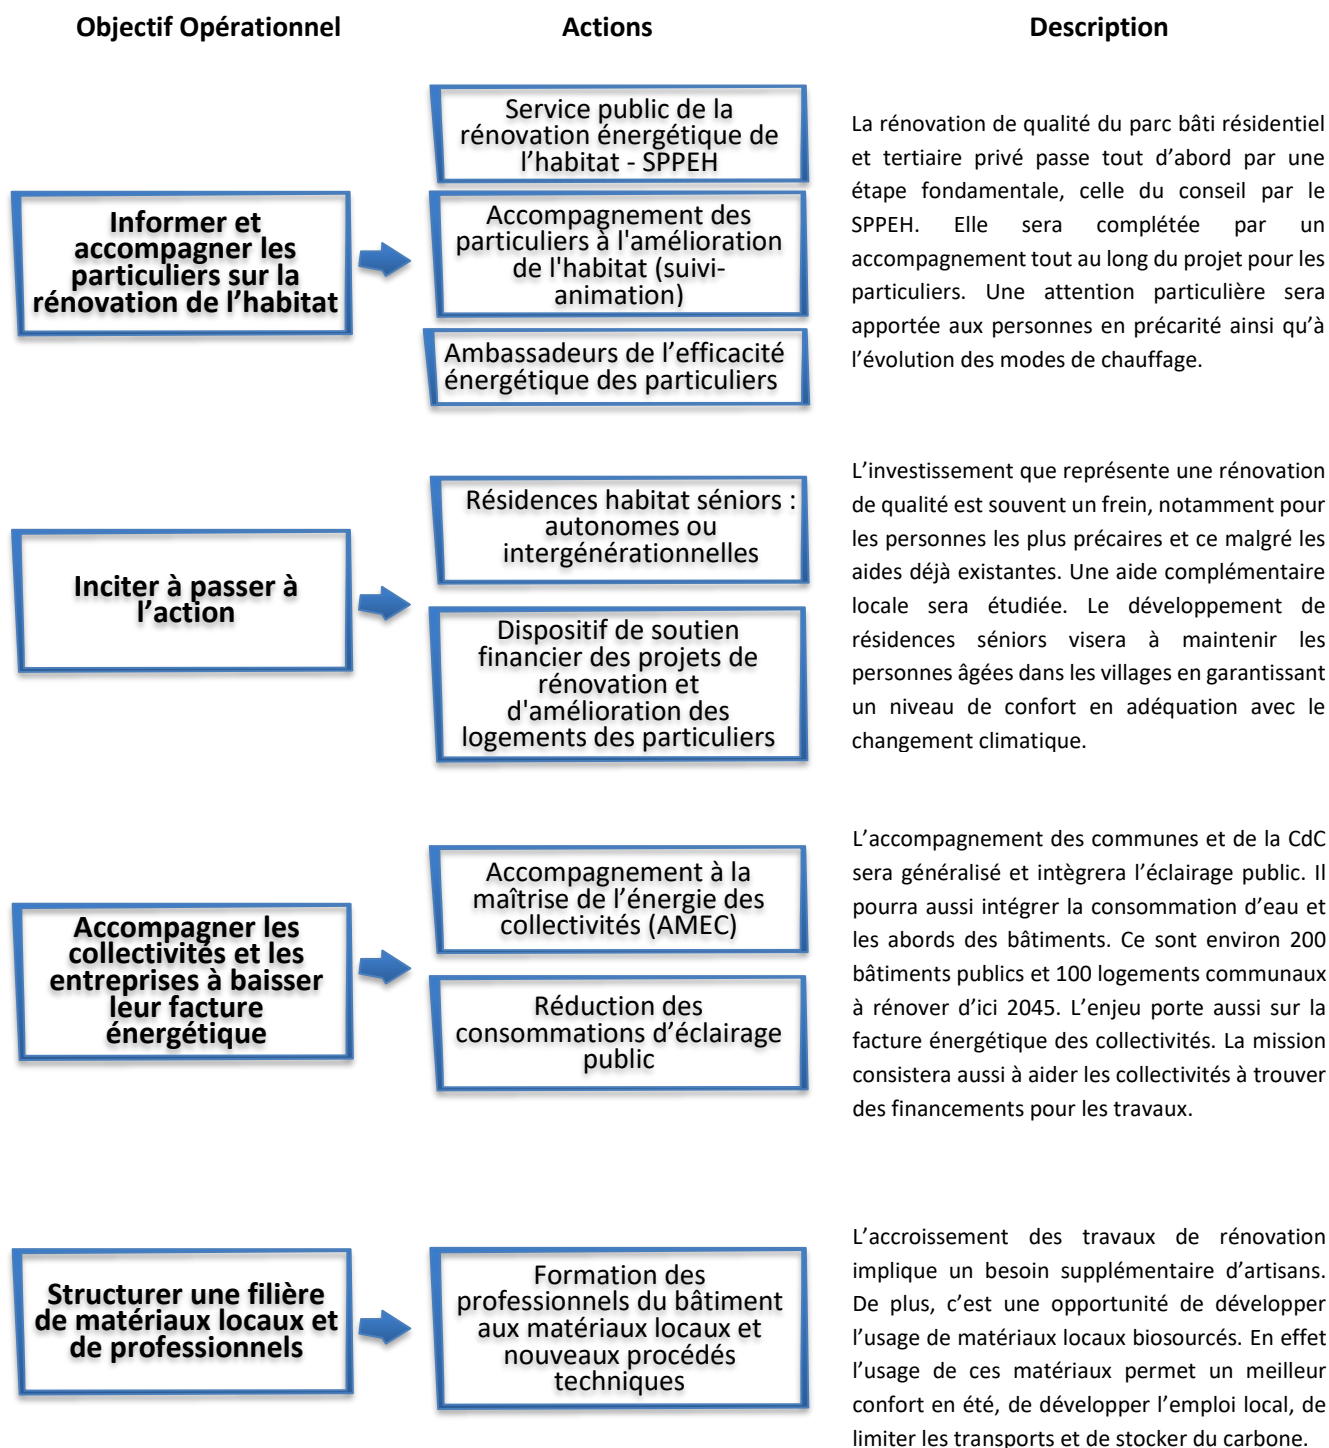 Objectif Opérationnel
Actions
Description
Informer et
accompagner les
particuliers sur la
rénovation de l’habitat
Service public de la
rénovation énergétique de
l’habitat - SPPEH
Accompagnement des
particuliers à l'amélioration
de l'habitat (suivi-
animation)
Ambassadeurs de l’efficacité
énergétique des particuliers
La rénovation de qualité du parc bâti résidentiel
et tertiaire privé passe tout d’abord par une
étape fondamentale, celle du conseil par le
SPPEH. Elle sera complétée par un
accompagnement tout au long du projet pour les
particuliers. Une attention particulière sera
apportée aux personnes en précarité ainsi qu’à
l’évolution des modes de chauffage.
Inciter à passer à
l’action
Résidences habitat séniors :
autonomes ou
intergénérationnelles
Dispositif de soutien
financier des projets de
rénovation et
d'amélioration des
logements des particuliers
L’investissement que représente une rénovation
de qualité est souvent un frein, notamment pour
les personnes les plus précaires et ce malgré les
aides déjà existantes. Une aide complémentaire
locale sera étudiée. Le développement de
résidences séniors visera à maintenir les
personnes âgées dans les villages en garantissant
un niveau de confort en adéquation avec le
changement climatique.
Accompagner les
collectivités et les
entreprises à baisser
leur facture
énergétique
Accompagnement à la
maîtrise de l’énergie des
collectivités (AMEC)
Réduction des
consommations d’éclairage
public
L’accompagnement des communes et de la CdC
sera généralisé et intègrera l’éclairage public. Il
pourra aussi intégrer la consommation d’eau et
les abords des bâtiments. Ce sont environ 200
bâtiments publics et 100 logements communaux
à rénover d’ici 2045. L’enjeu porte aussi sur la
facture énergétique des collectivités. La mission
consistera aussi à aider les collectivités à trouver
des financements pour les travaux.
Structurer une filière
de matériaux locaux et
de professionnels
Formation des
professionnels du bâtiment
aux matériaux locaux et
nouveaux procédés
techniques
L’accroissement des travaux de rénovation
implique un besoin supplémentaire d’artisans.
De plus, c’est une opportunité de développer
l’usage de matériaux locaux biosourcés. En effet
l’usage de ces matériaux permet un meilleur
confort en été, de développer l’emploi local, de
limiter les transports et de stocker du carbone.